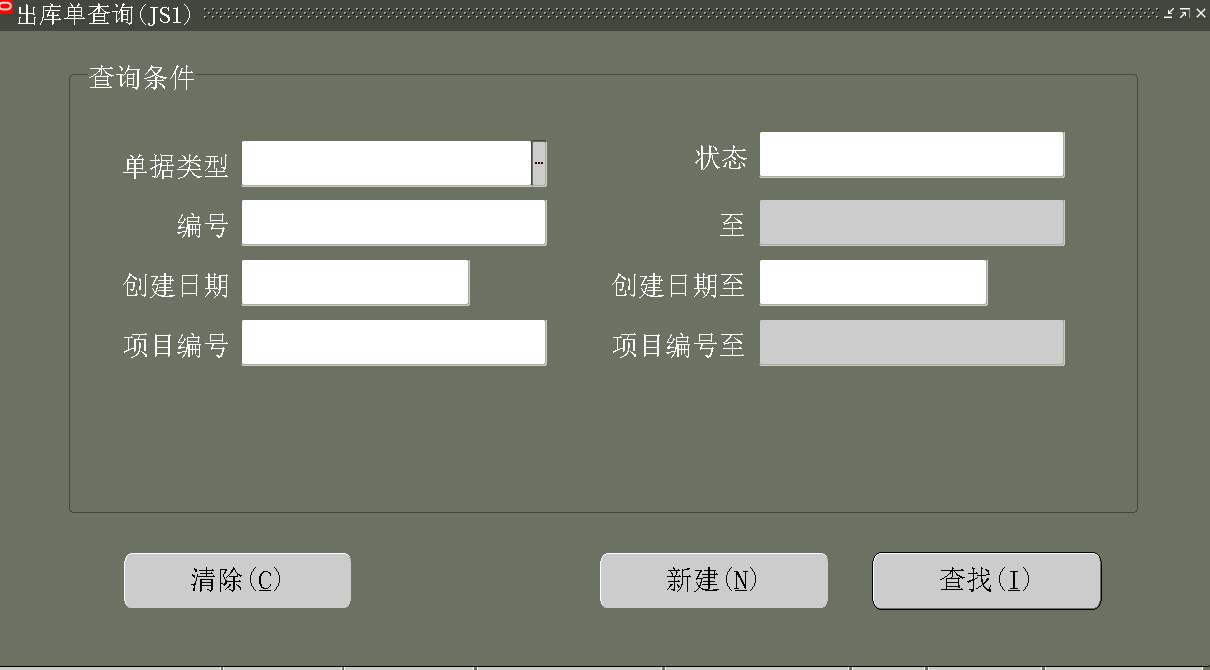 出库单查询(JS1)
查询条件
单据类型
状态
编号
至
创建日期
创建日期至
项目编号
项目编号至
清除(C)
新建(N)
查找(I)